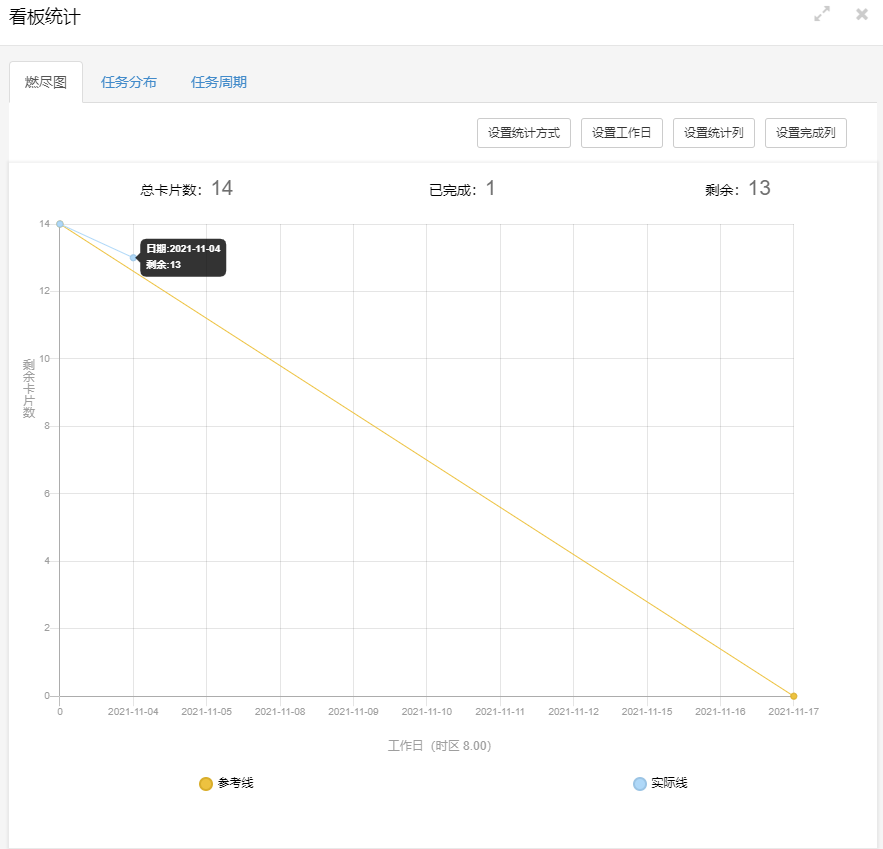 看板统计
燃尽图
任务分布
任务周期
设置统计方式
设置工作日
设置统计列
设置完成列
总卡片数：14
已完成：1
剩余：13
日期:2021-11-04
剩余:13
14
12
10
8
6
4
2
0
剩余卡片数
0
2021-11-04
2021-11-05
2021-11-08
2021-11-09
2021-11-10
2021-11-11
2021-11-12
2021-11-15
2021-11-16
2021-11-17
工作日（时区 8.00）
参考线
实际线